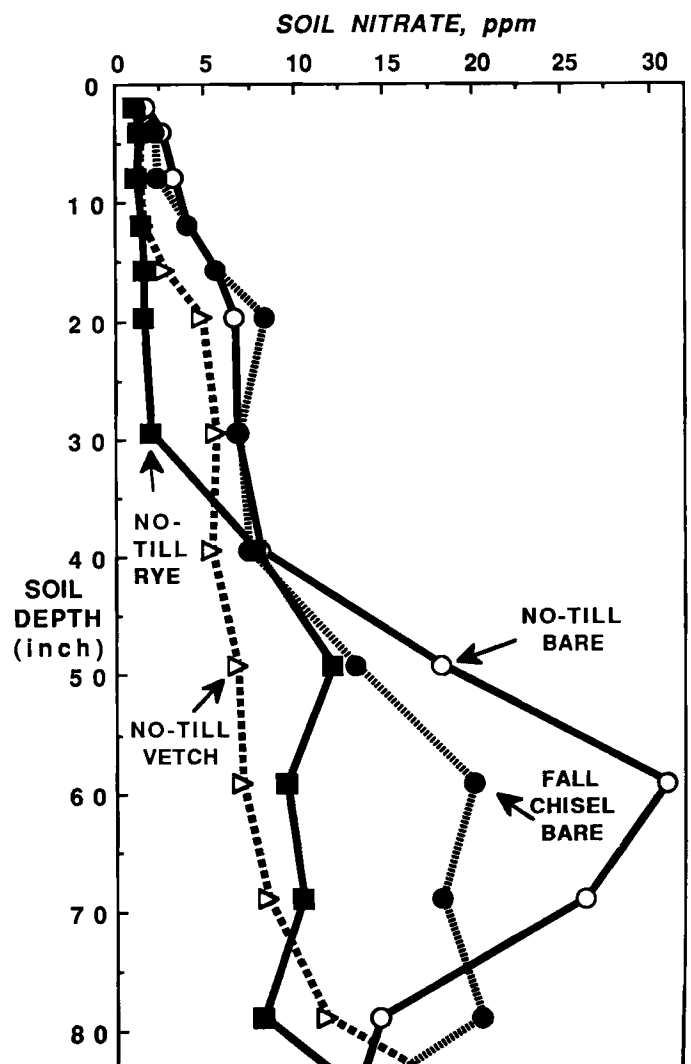 SOIL NITRATE, ppm
0 5 10 15 20 25 30
0
10
20
30
40
50
60
70
80
SOIL
DEPTH
(inch)
NO-
TILL
RYE
NO-TILL
BARE
NO-TILL
VETCH
FALL
CHISEL
BARE